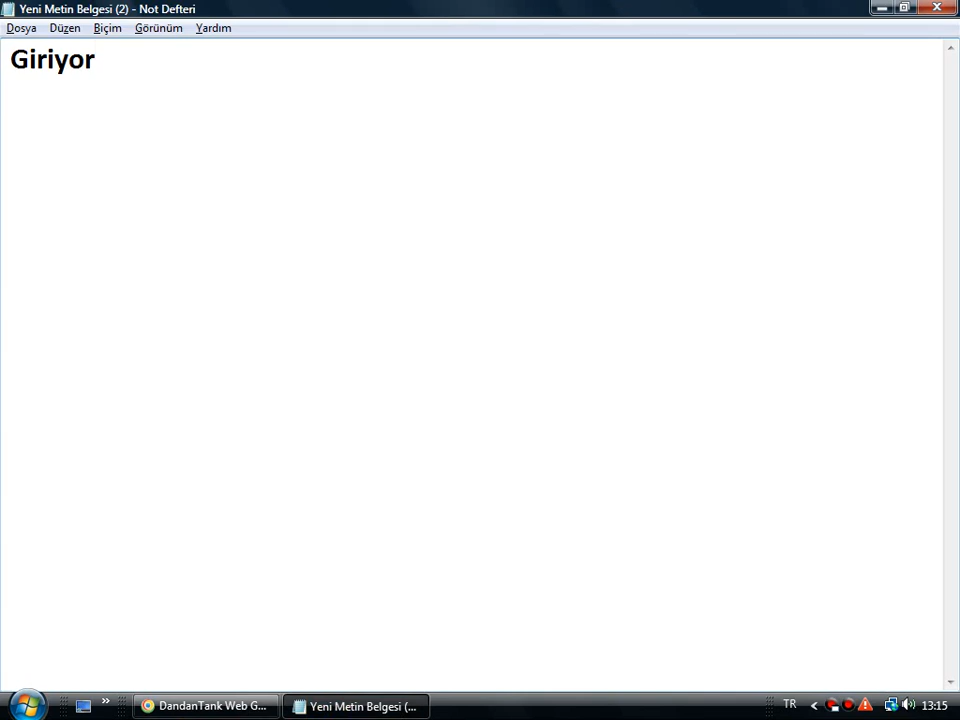 Yeni Metin Belgesi (2) - Not Defteri
Dosya Düzen Biçim Görünüm Yardım
Giriyor
» DandanTank Web G... Yeni Metin Belgesi (... TR < 13:15